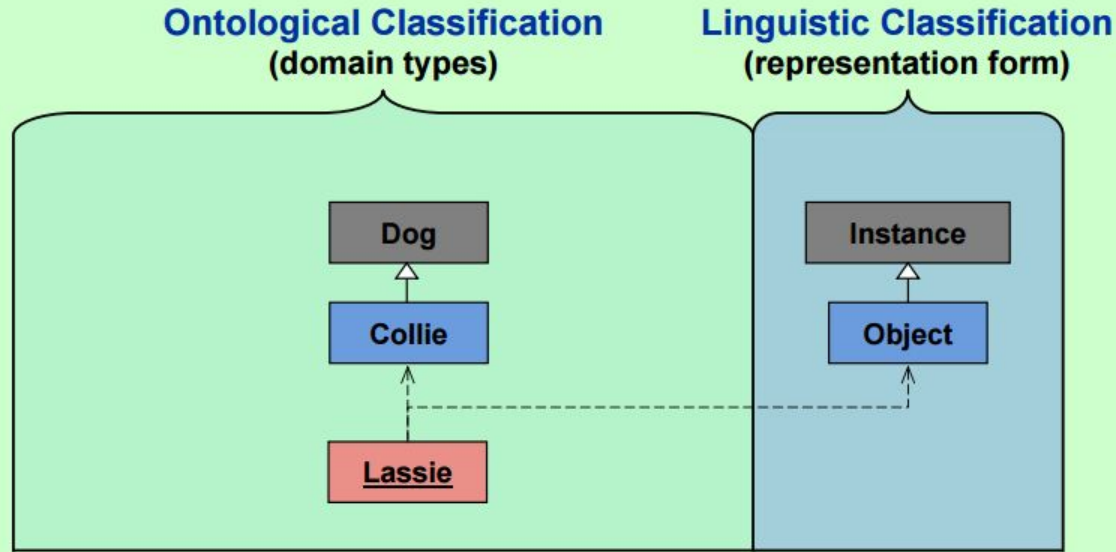 Ontological Classification
(domain types)
Linguistic Classification
(representation form)
Dog
Instance
Collie
Object
Lassie